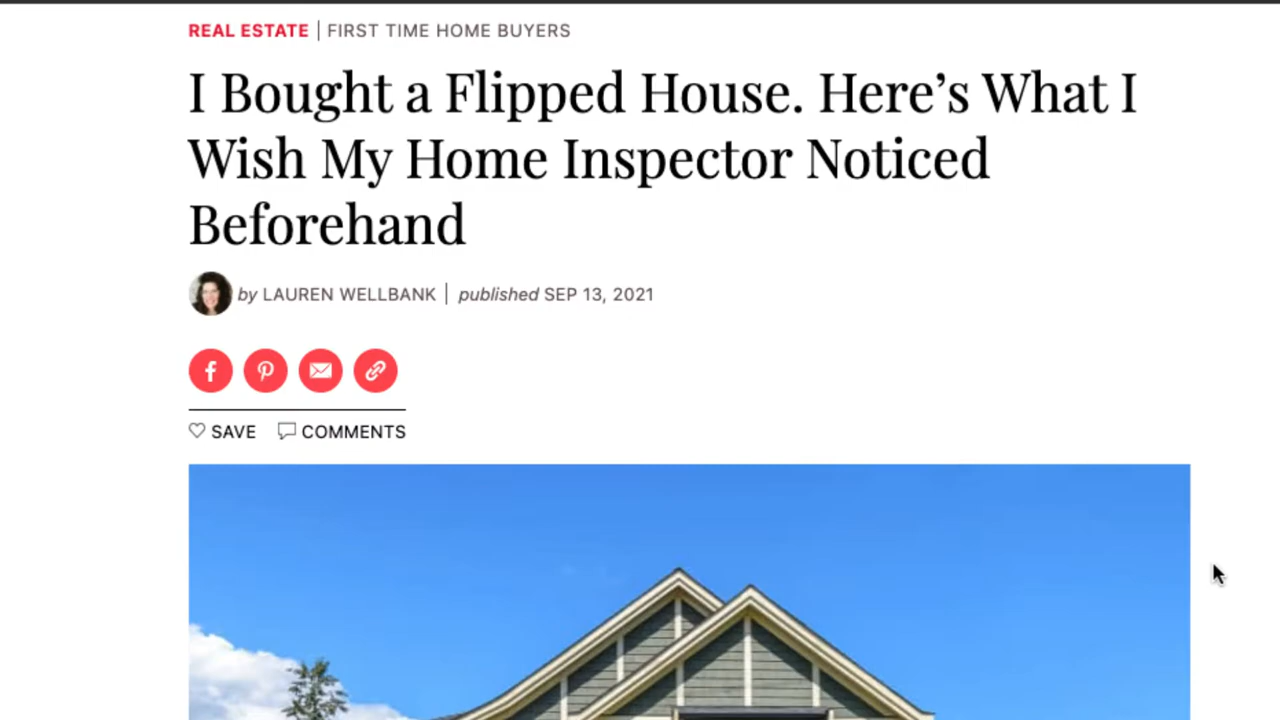 REAL ESTATE | FIRST TIME HOME BUYERS
I Bought a Flipped House. Here’s What I
Wish My Home Inspector Noticed
Beforehand
by LAUREN WELLBANK | published SEP 13, 2021
SAVE COMMENTS